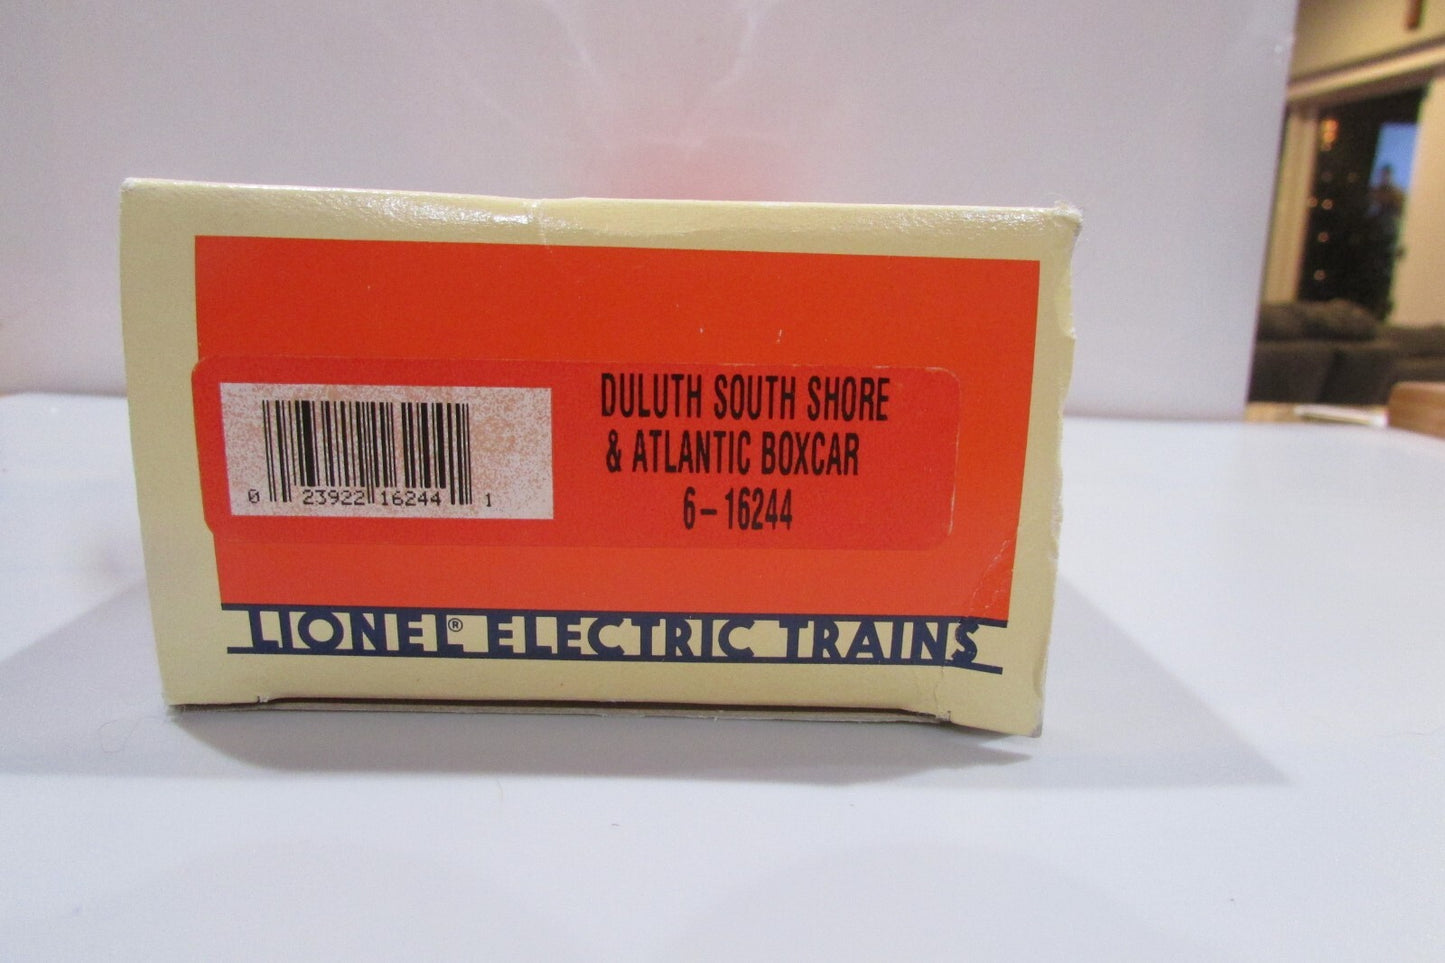 DULUTH SOUTH SHORE
& ATLANTIC BOXCAR
6-16244
0 23922 16244 1
LIONEL® ELECTRIC TRAINS